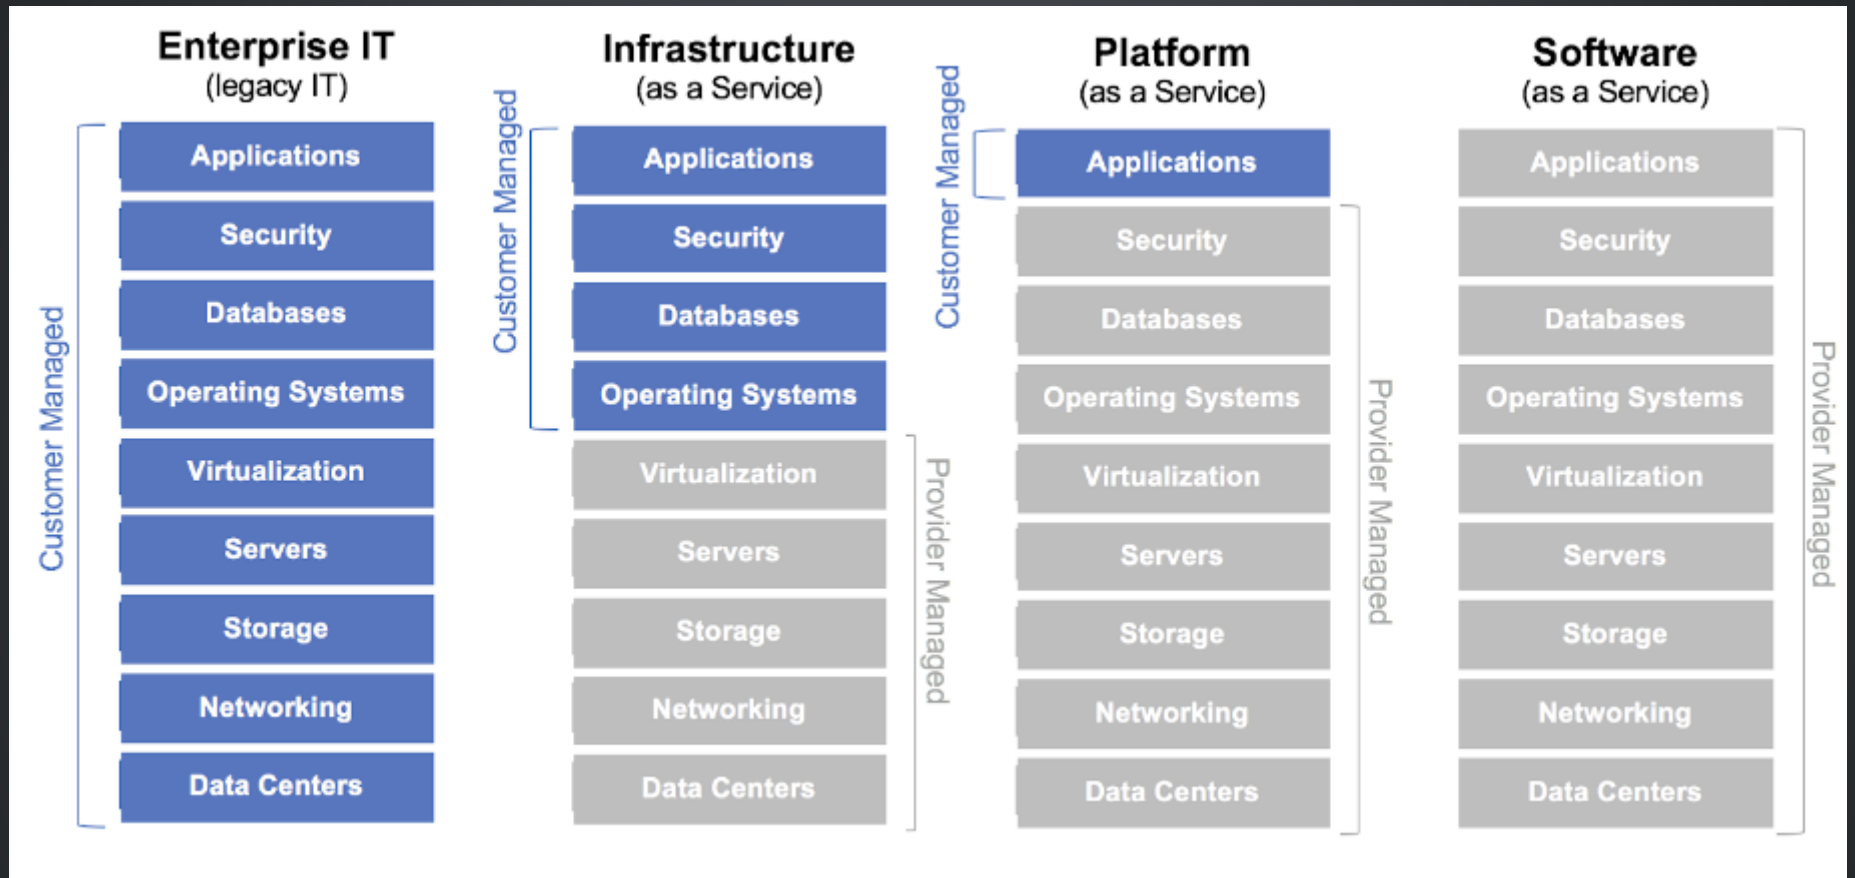 Enterprise IT
(legacy IT)
Customer Managed
Applications
Security
Databases
Operating Systems
Virtualization
Servers
Storage
Networking
Data Centers
Infrastructure
(as a Service)
Customer Managed
Applications
Security
Databases
Operating Systems
Virtualization
Servers
Storage
Networking
Data Centers
Provider Managed
Platform
(as a Service)
Customer Managed
Applications
Security
Databases
Operating Systems
Virtualization
Servers
Storage
Networking
Data Centers
Provider Managed
Software
(as a Service)
Applications
Security
Databases
Operating Systems
Virtualization
Servers
Storage
Networking
Data Centers
Provider Managed